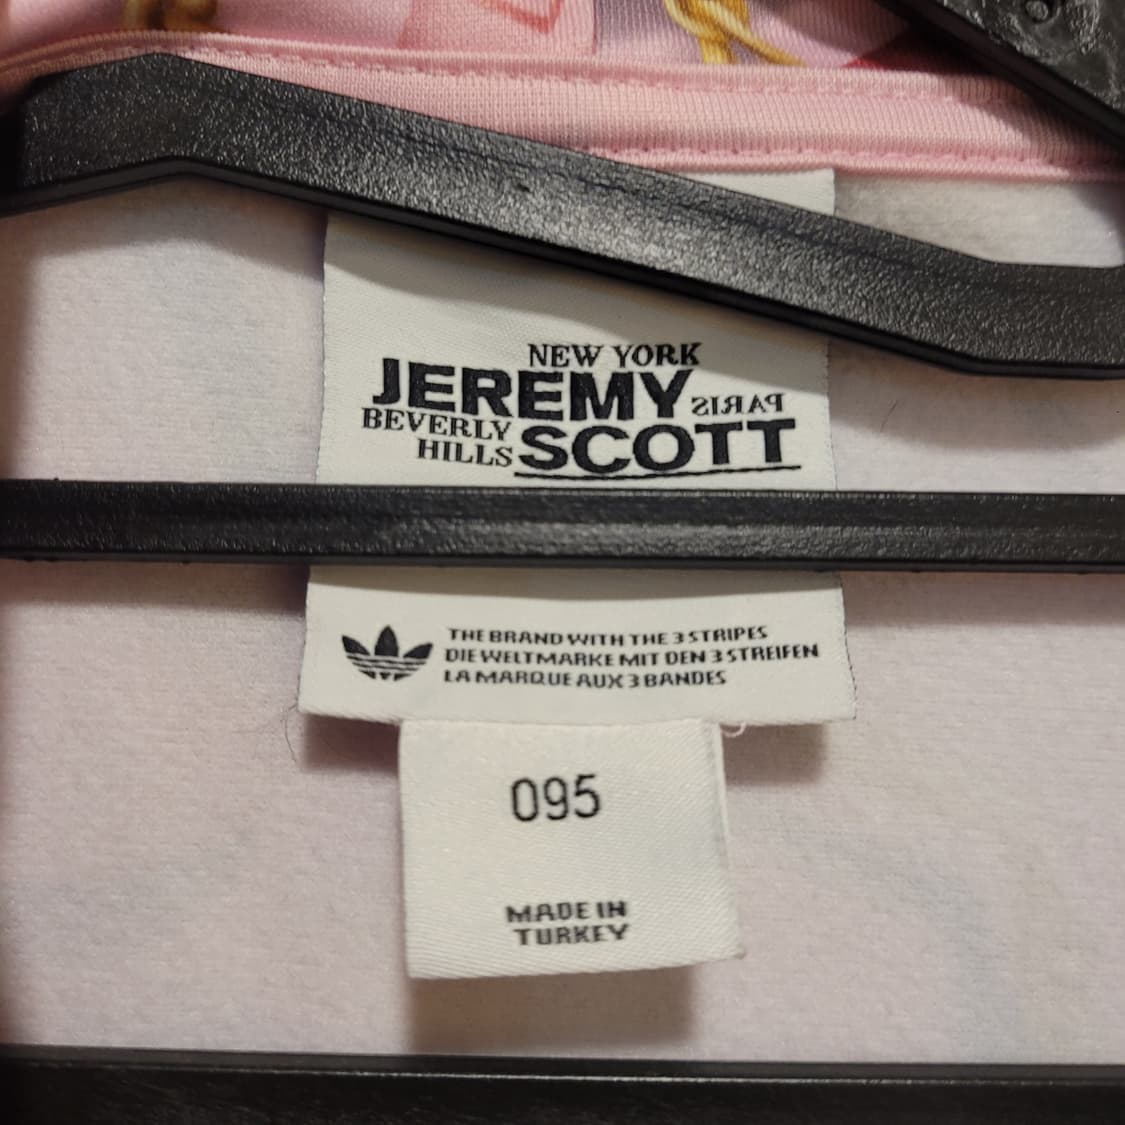 NEW YORK
JEREMY
PARIS
BEVERLY
HILLS
SCOTT
THE BRAND WITH THE 3 STRIPES
DIE WELTMARKE MIT DEN 3 STREIFEN
LA MARQUE AUX 3 BANDES
095
MADE IN
TURKEY